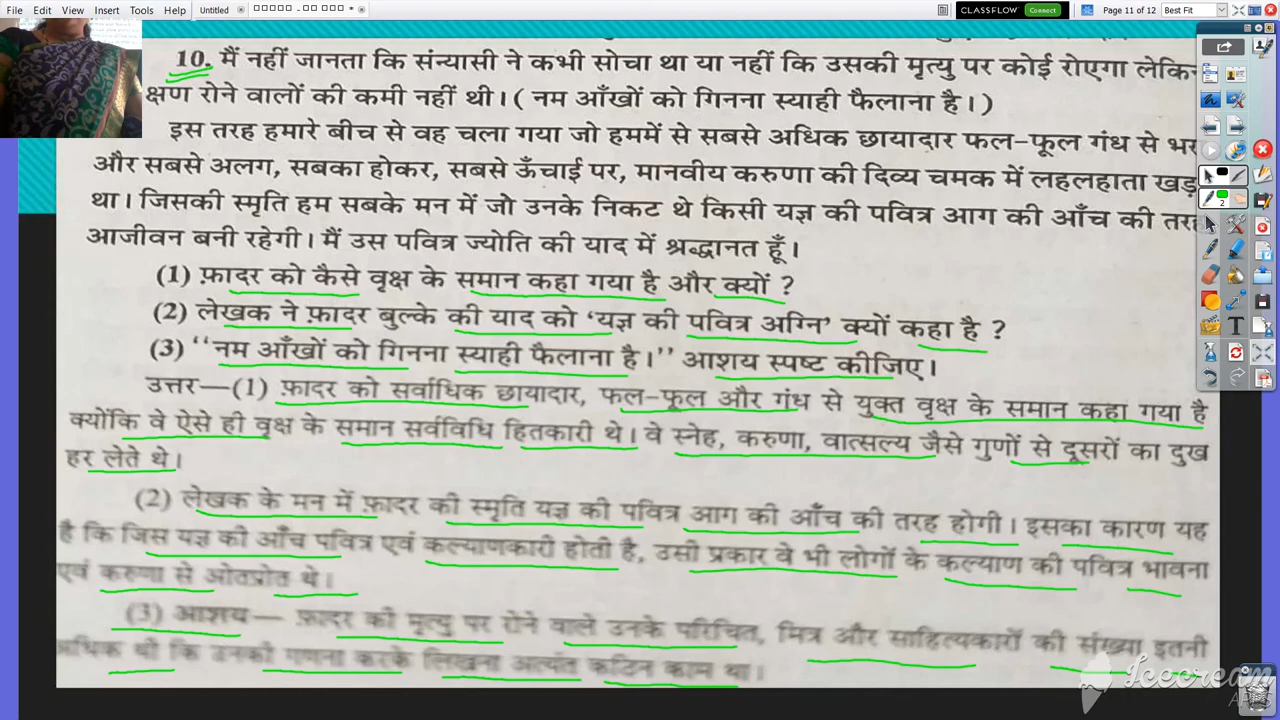 File Edit View Insert Tools Help Untitled
CLASSFLOW Connect Page 11 of 12 Best Fit
10. मैं नहीं जानता कि संन्यासी ने कभी सोचा था या नहीं कि उसकी मृत्यु पर कोई रोएगा लेकिन
क्षण रोने वालों की कमी नहीं थी। ( नम आँखों को गिनना स्याही फैलाना है। )
इस तरह हमारे बीच से वह चला गया जो हममें से सबसे अधिक छायादार फल-फूल गंध से भर
और सबसे अलग, सबका होकर, सबसे ऊँचाई पर, मानवीय करुणा की दिव्य चमक में लहलहाता खड़
था। जिसकी स्मृति हम सबके मन में जो उनके निकट थे किसी यज्ञ की पवित्र आग की आँच की तरह
आजीवन बनी रहेगी। मैं उस पवित्र ज्योति की याद में श्रद्धानत हूँ।
(1) फ़ादर को कैसे वृक्ष के समान कहा गया है और क्यों ?
(2) लेखक ने फ़ादर बुल्के की याद को ‘यज्ञ की पवित्र अग्नि’ क्यों कहा है ?
(3) ‘‘नम आँखों को गिनना स्याही फैलाना है।’’ आशय स्पष्ट कीजिए।
उत्तर—(1) फ़ादर को सर्वाधिक छायादार, फल-फूल और गंध से युक्त वृक्ष के समान कहा गया है
क्योंकि वे ऐसे ही वृक्ष के समान सर्वविधि हितकारी थे। वे स्नेह, करुणा, वात्सल्य जैसे गुणों से दूसरों का दुख
हर लेते थे।
(2) लेखक के मन में फ़ादर की स्मृति यज्ञ की पवित्र आग की आँच की तरह होगी। इसका कारण यह
है कि जिस यज्ञ की आँच पवित्र एवं कल्याणकारी होती है, उसी प्रकार वे भी लोगों के कल्याण की पवित्र भावना
एवं करुणा से ओतप्रोत थे।
(3) आशय— फ़ादर की मृत्यु पर रोने वाले उनके परिचित, मित्र और साहित्यकारों की संख्या इतनी
अधिक थी कि उनकी गणना करके लिखना अत्यंत कठिन काम था।
Icecream
APPS